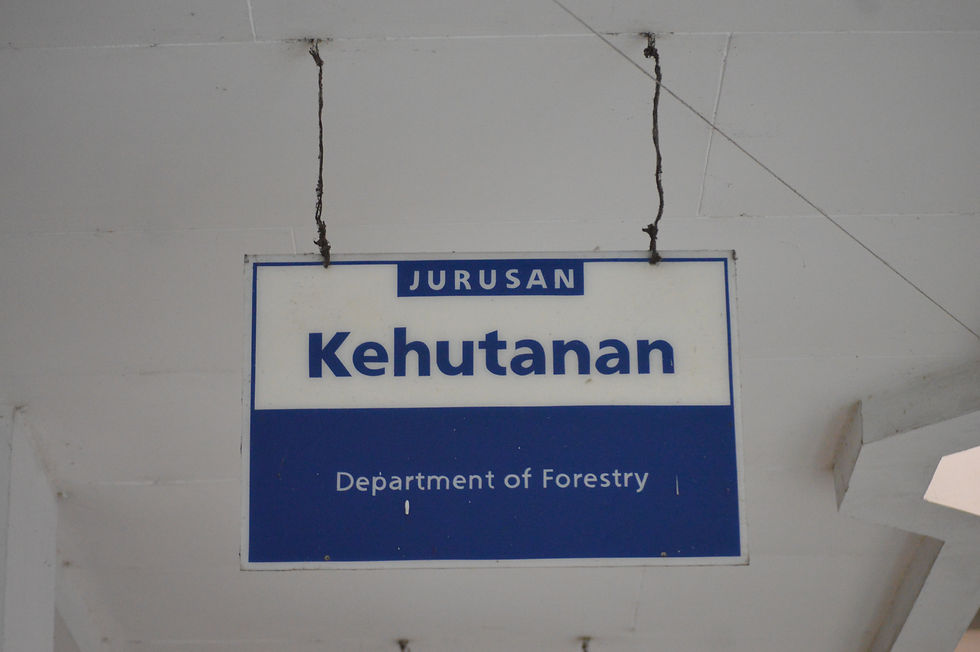 JURUSAN
Kehutanan
Department of Forestry